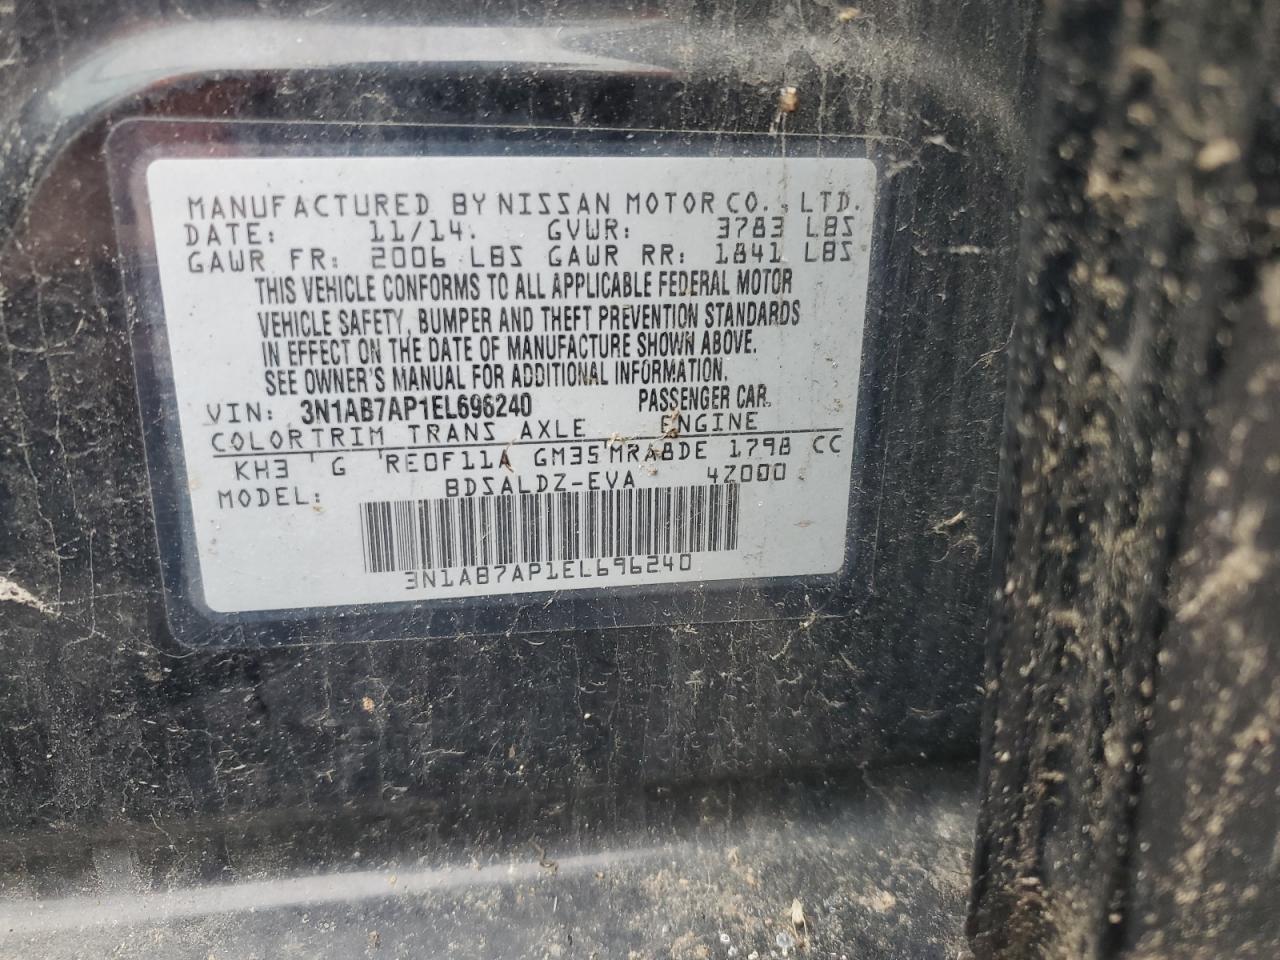 MANUFACTURED BY NISSAN MOTOR CO., LTD.
DATE: 11/14. GVWR: 3783 LBS
GAWR FR: 2006 LBS GAWR RR: 1841 LBS
THIS VEHICLE CONFORMS TO ALL APPLICABLE FEDERAL MOTOR
VEHICLE SAFETY, BUMPER AND THEFT PREVENTION STANDARDS
IN EFFECT ON THE DATE OF MANUFACTURE SHOWN ABOVE.
SEE OWNER'S MANUAL FOR ADDITIONAL INFORMATION.
VIN: 3N1AB7AP1EL696240 PASSENGER CAR.
COLOR TRIM TRANS AXLE ENGINE
KH3 G RE0F11A GM35 MRA8DE 1798 CC
MODEL: BDSALDZ-EVA 42000
3N1AB7AP1EL696240